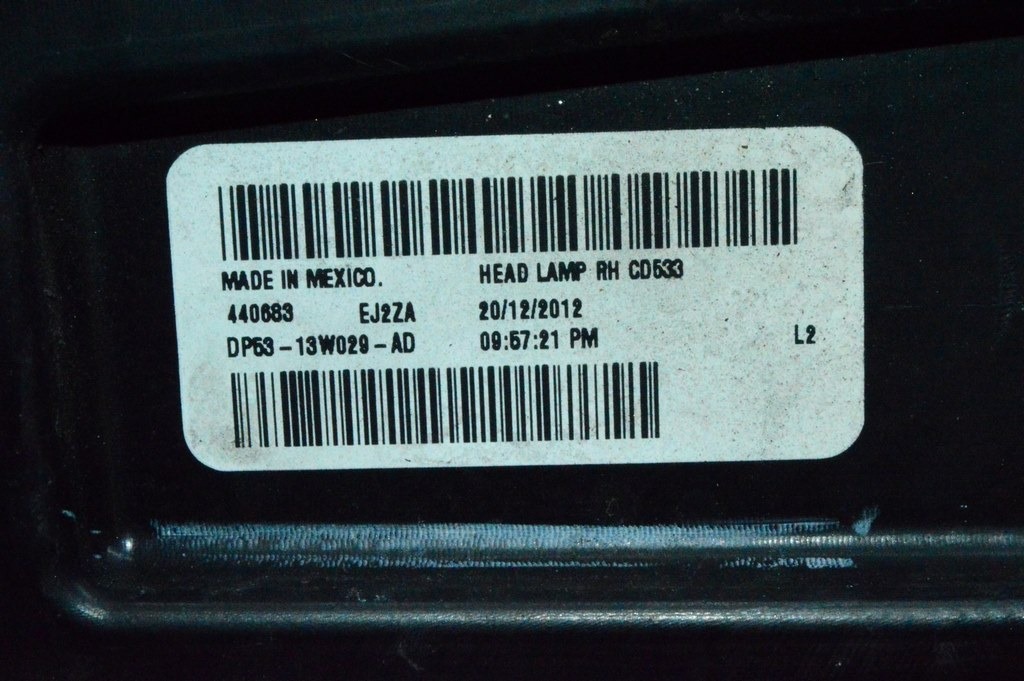 MADE IN MEXICO. HEAD LAMP RH CD533
440683 EJ2ZA 20/12/2012
DP53-13W029-AD 09:57:21 PM L2